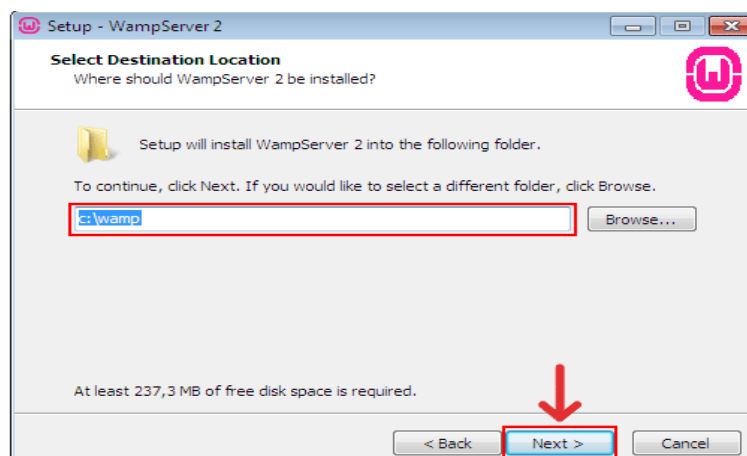 Setup - WampServer 2
Select Destination Location
Where should WampServer 2 be installed?
Setup will install WampServer 2 into the following folder.
To continue, click Next. If you would like to select a different folder, click Browse.
c:\wamp
Browse...
At least 237,3 MB of free disk space is required.
< Back
Next >
Cancel